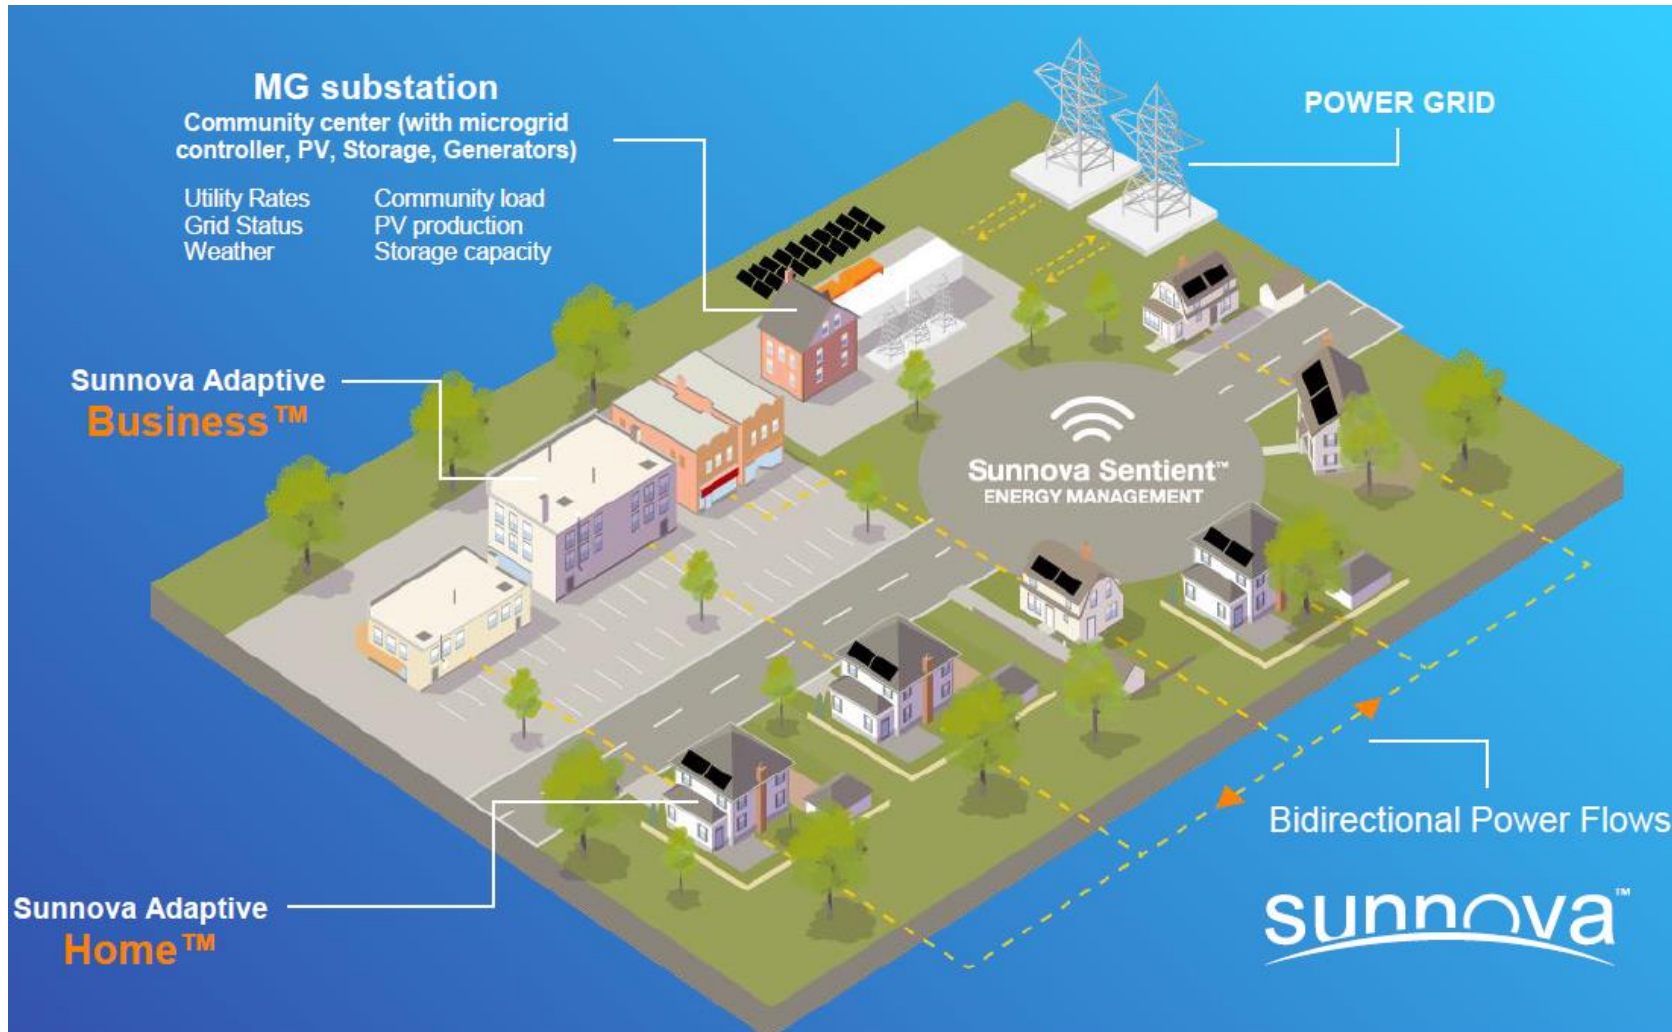 MG substation
Community center (with microgrid
controller, PV, Storage, Generators)
Utility Rates
Grid Status
Weather
Community load
PV production
Storage capacity
POWER GRID
Sunnova Adaptive
Business™
Sunnova Sentient™
ENERGY MANAGEMENT
Bidirectional Power Flows
Sunnova Adaptive
Home™
sunnova™